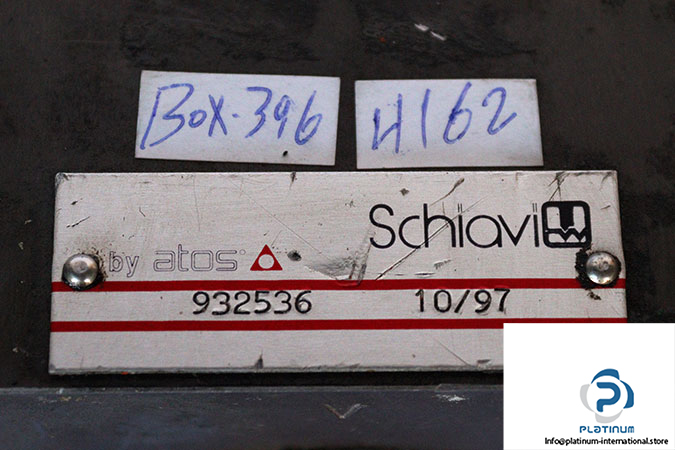 BOX-396
H162
Schiavi
by atos
932536 10/97
PLATINUM
Info@platinum-international.store